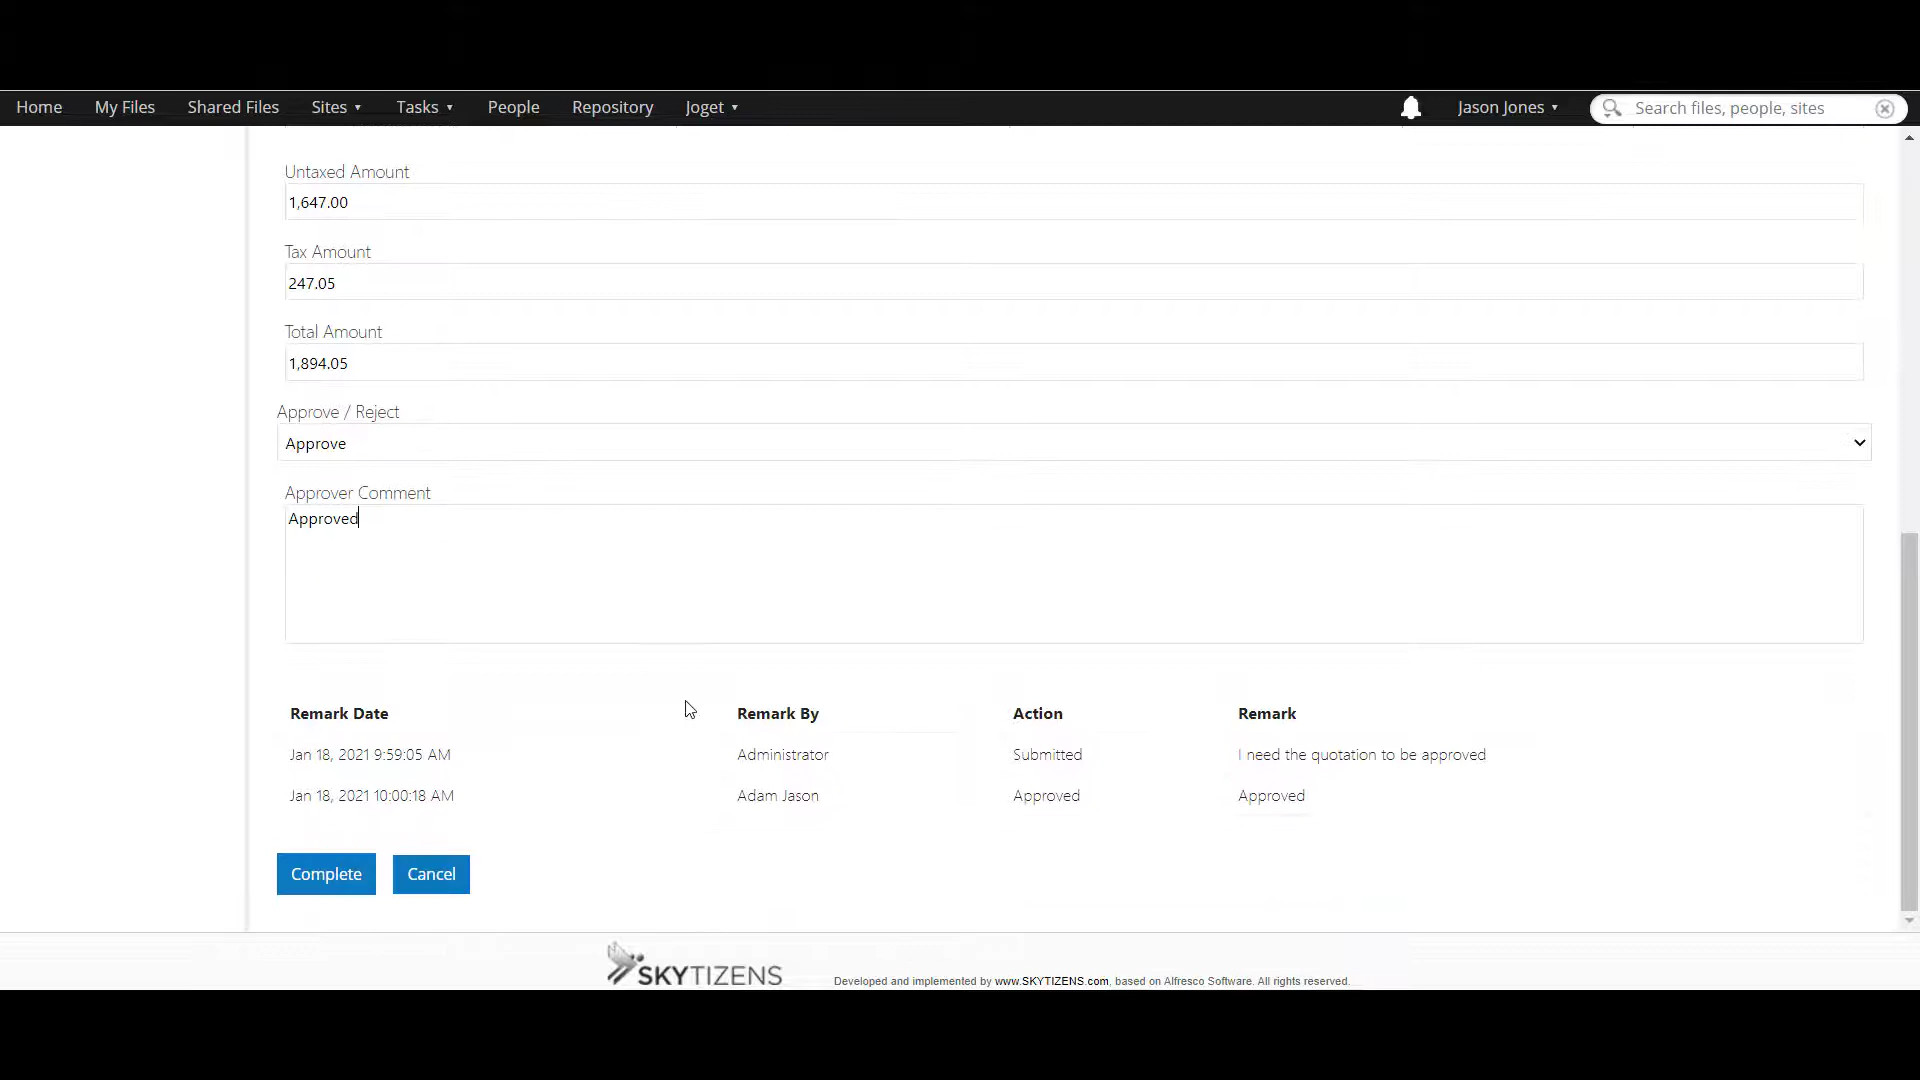 Home My Files Shared Files Sites Tasks People Repository Joget Jason Jones Search files, people, sites
Untaxed Amount
1,647.00
Tax Amount
247.05
Total Amount
1,894.05
Approve / Reject
Approve
Approver Comment
Approved
Remark Date Remark By Action Remark
Jan 18, 2021 9:59:05 AM Administrator Submitted I need the quotation to be approved
Jan 18, 2021 10:00:18 AM Adam Jason Approved Approved
Complete Cancel
SKYTIZENS Developed and implemented by www.SKYTIZENS.com, based on Alfresco Software. All rights reserved.